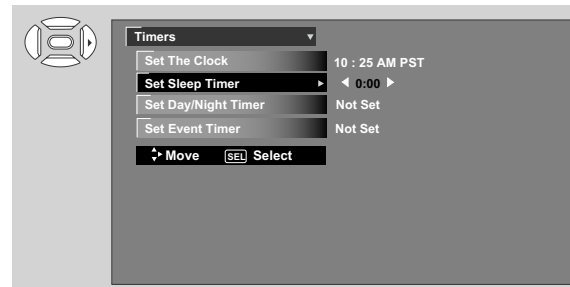 Timers
Set The Clock 10 : 25 AM PST
Set Sleep Timer 0:00
Set Day/Night Timer Not Set
Set Event Timer Not Set
Move SEL Select